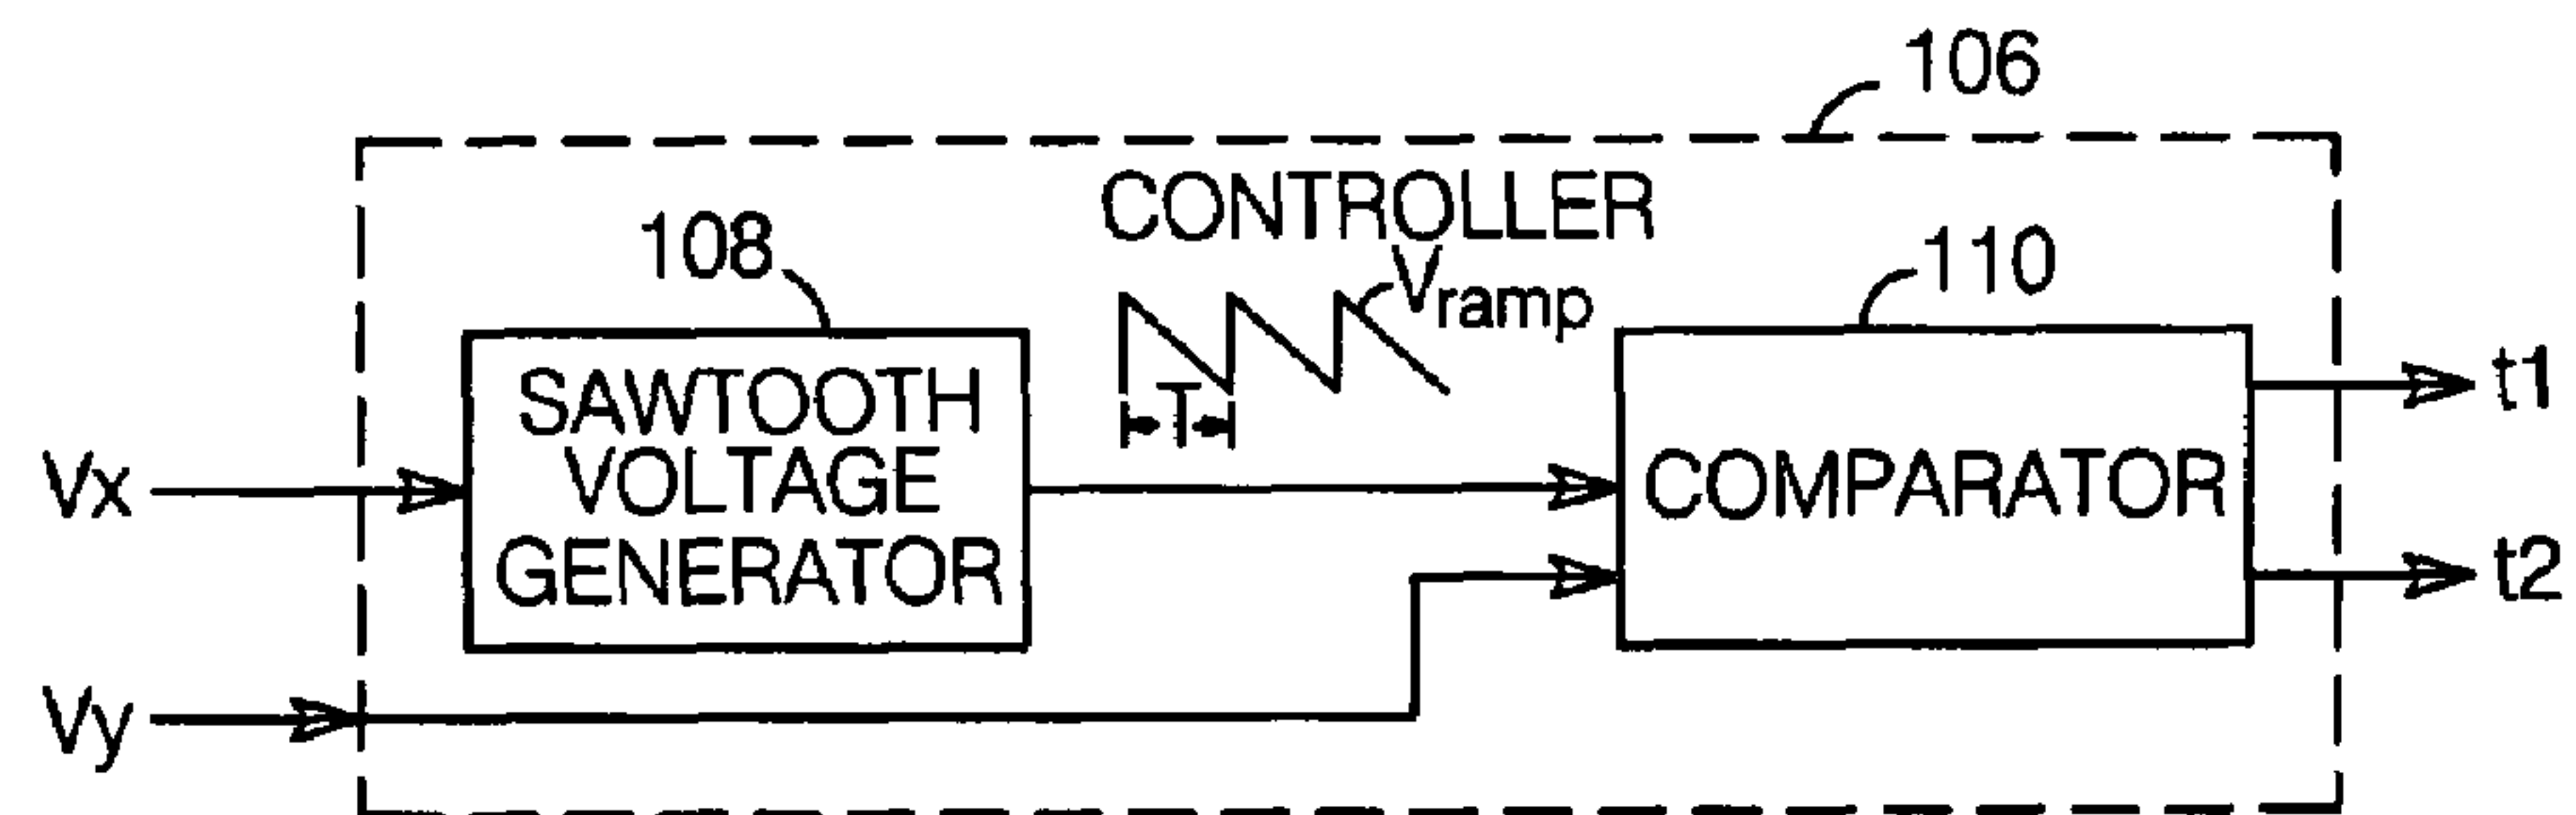 106
CONTROLLER
108
Vramp
110
T
SAWTOOTH
VOLTAGE
GENERATOR
COMPARATOR
Vx
Vy
t1
t2